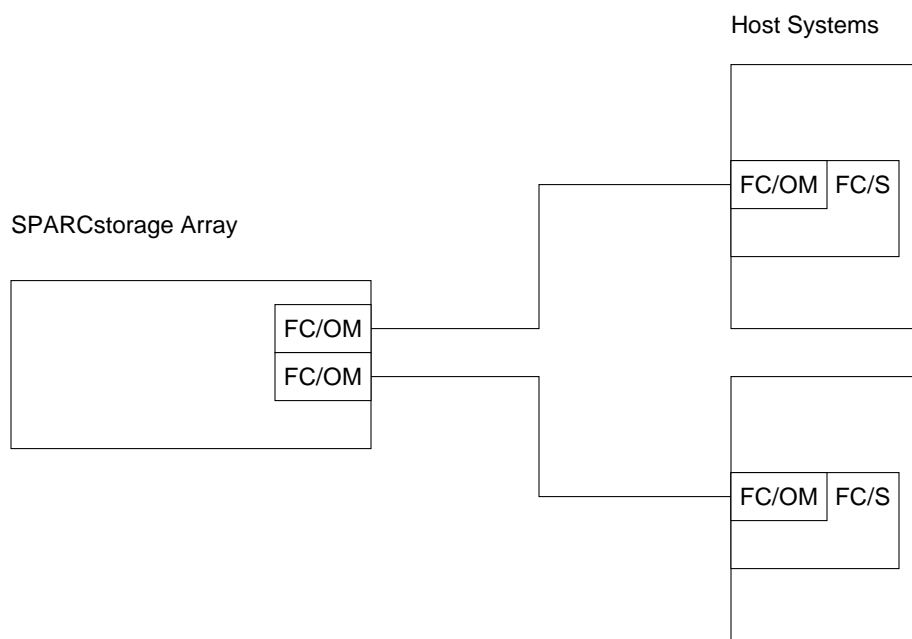 Host Systems
FC/OM FC/S
SPARCstorage Array
FC/OM
FC/OM
FC/OM FC/S